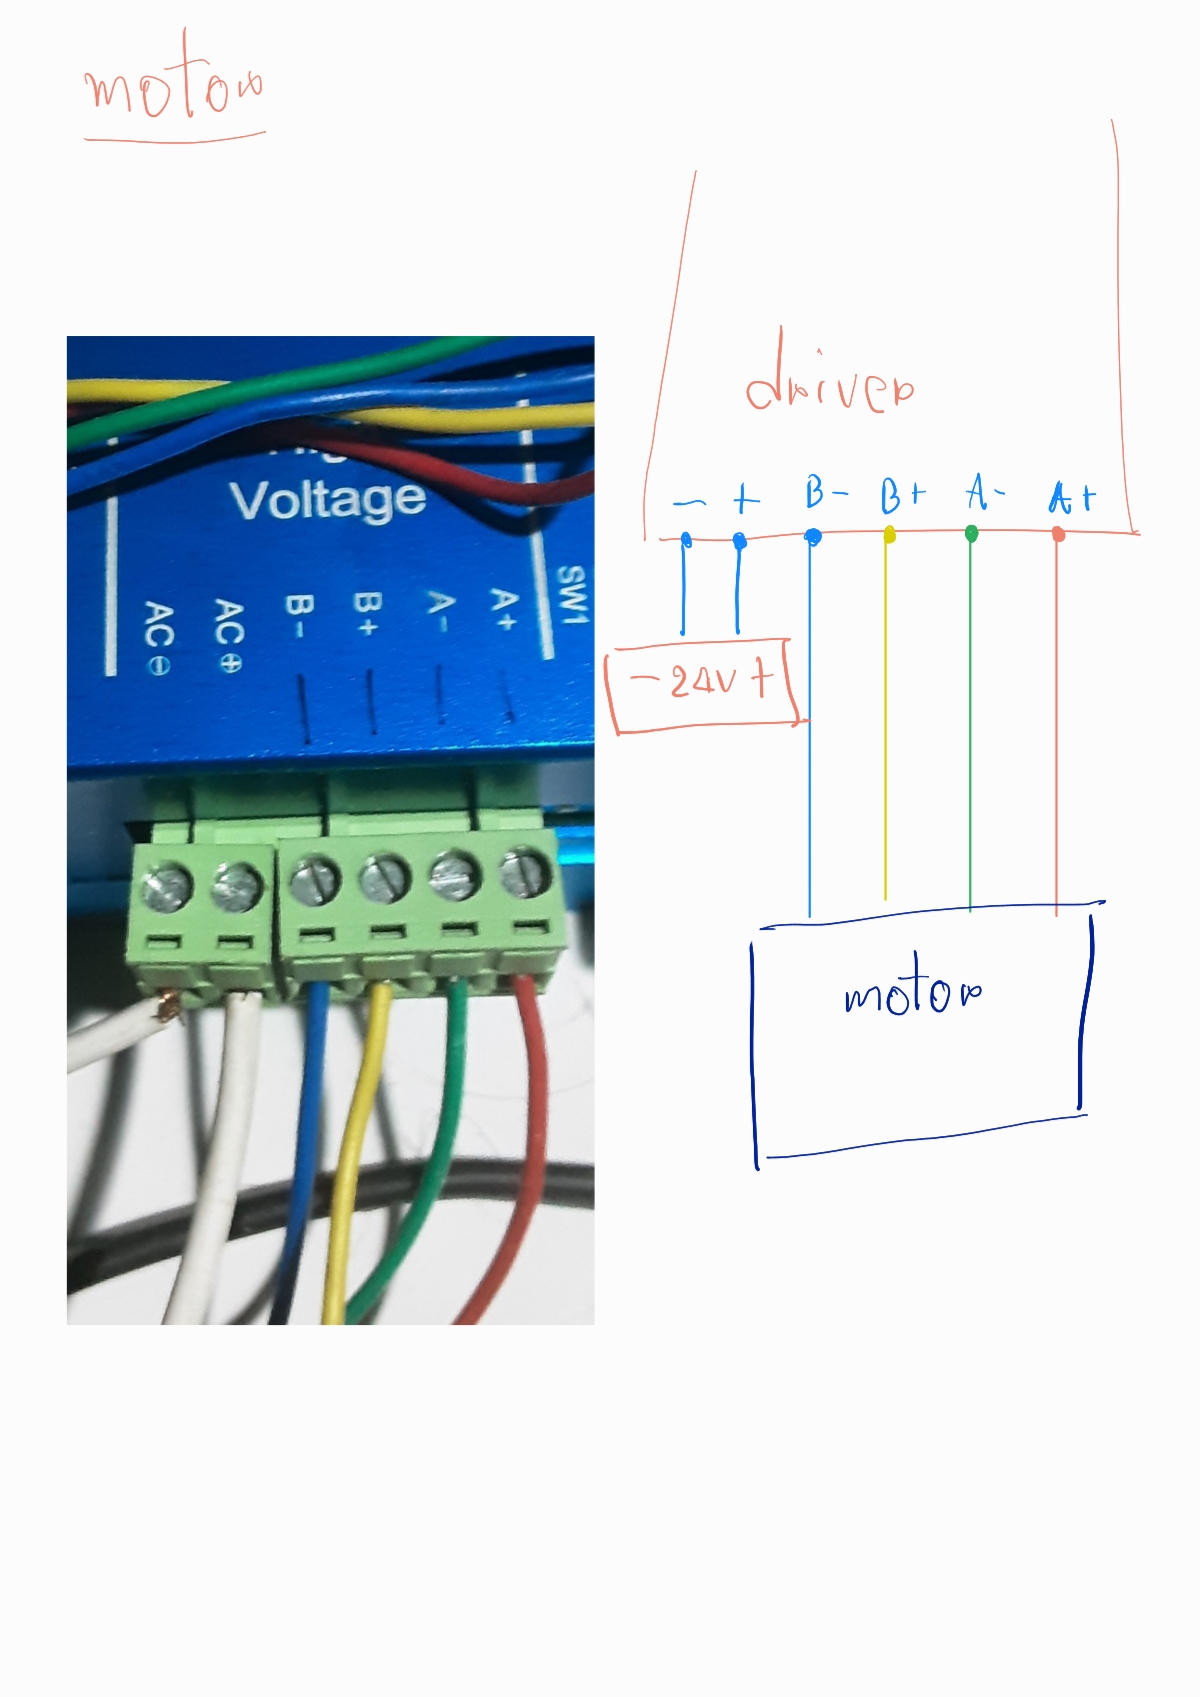 motor
driver
- + B- B+ A- A+
-24V+
motor
Voltage
AC⊖ AC⊕ B- B+ A- A+ SW1